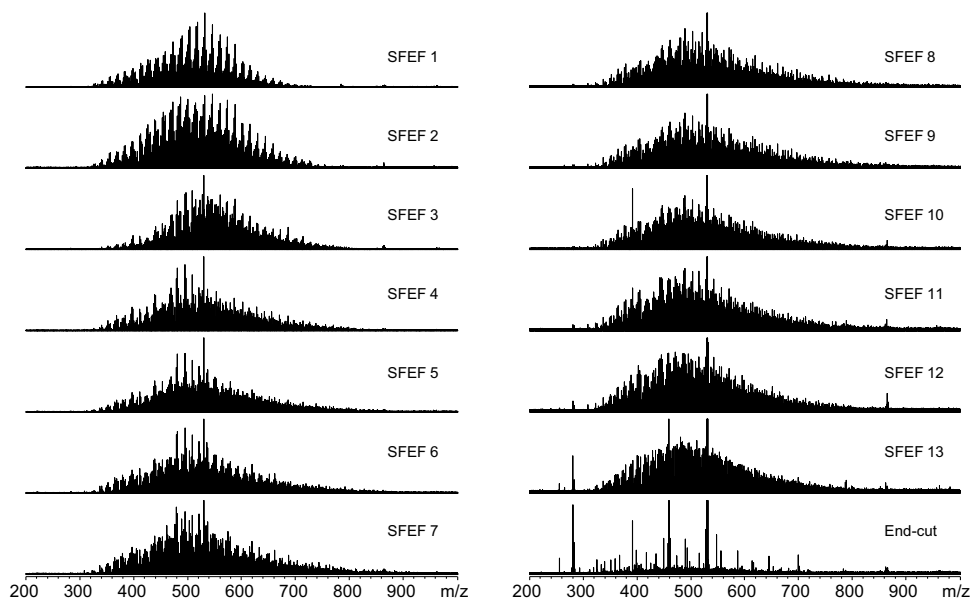 SFEF 1
SFEF 2
SFEF 3
SFEF 4
SFEF 5
SFEF 6
SFEF 7
200 300 400 500 600 700 800 900 m/z
SFEF 8
SFEF 9
SFEF 10
SFEF 11
SFEF 12
SFEF 13
End-cut
200 300 400 500 600 700 800 900 m/z